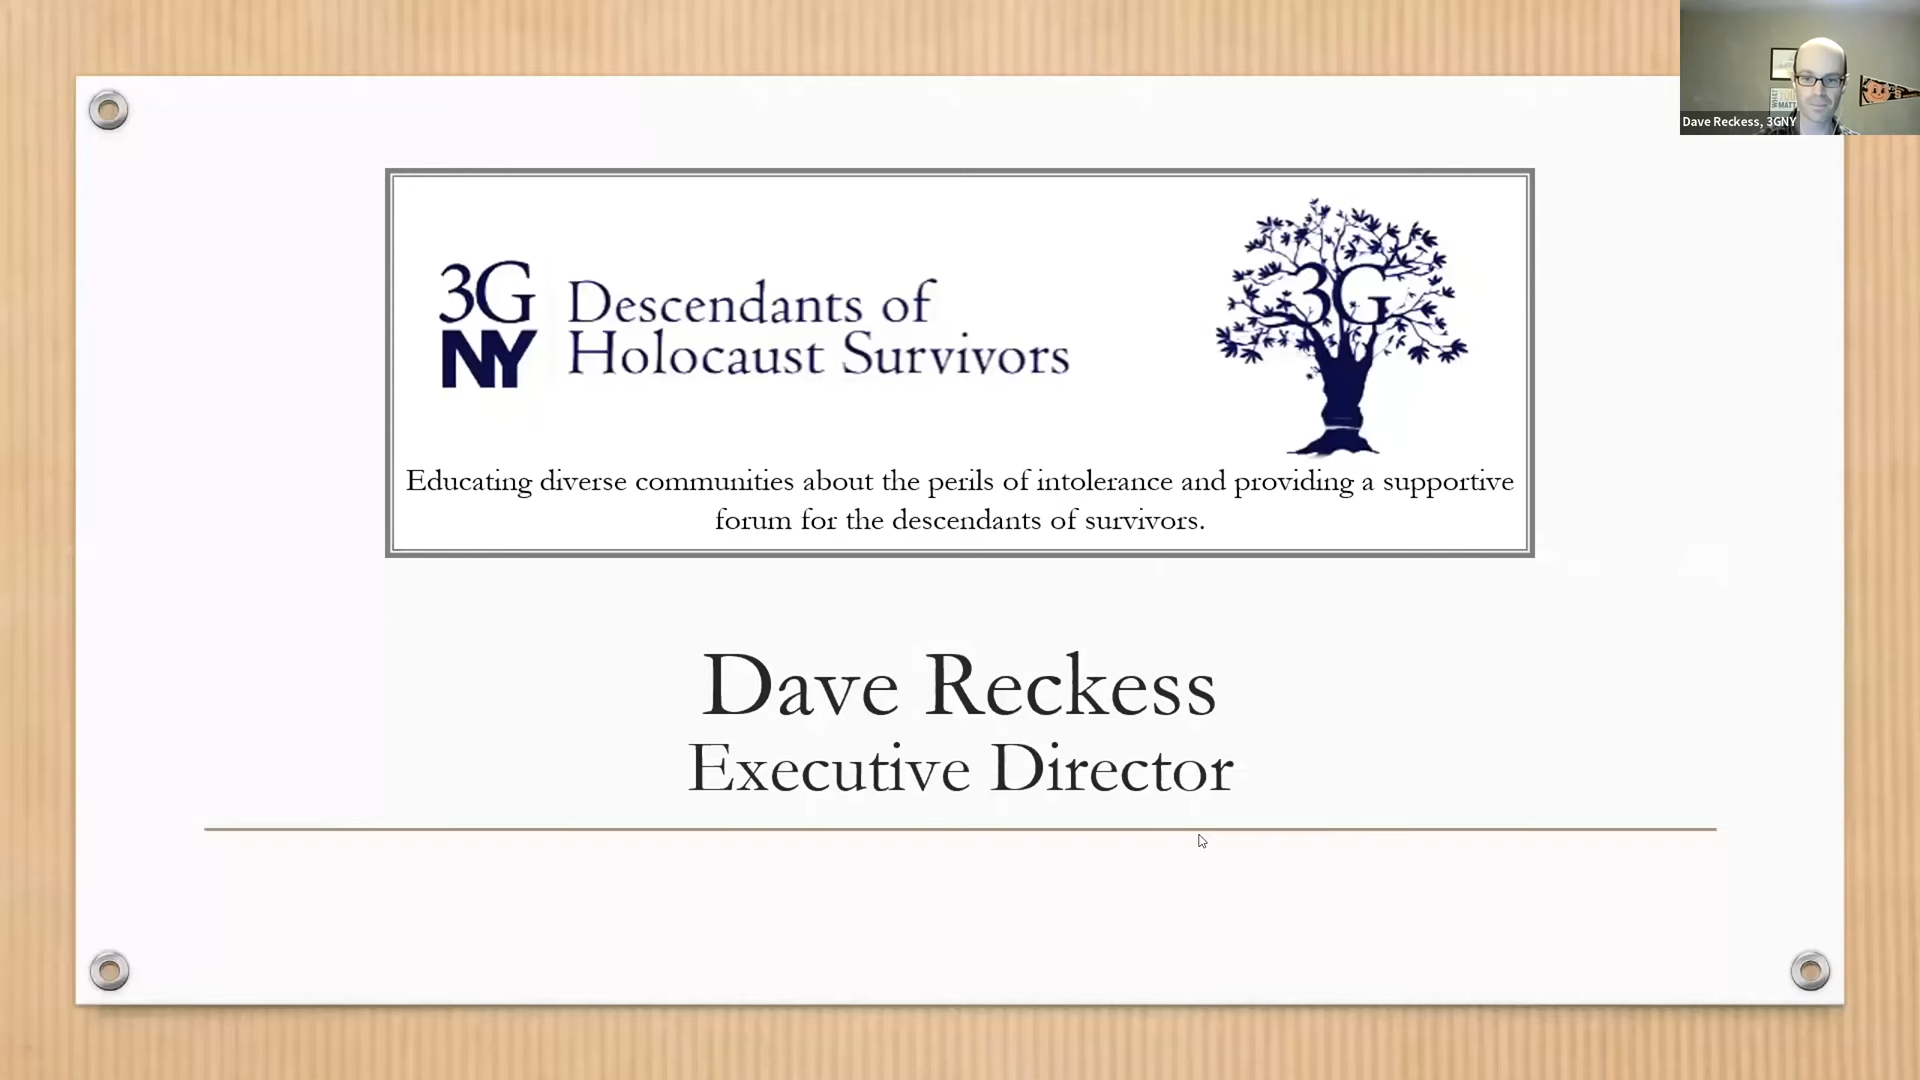 3G
NY
Descendants of
Holocaust Survivors
3G
Educating diverse communities about the perils of intolerance and providing a supportive
forum for the descendants of survivors.
Dave Reckess
Executive Director
Dave Reckess, 3GNY